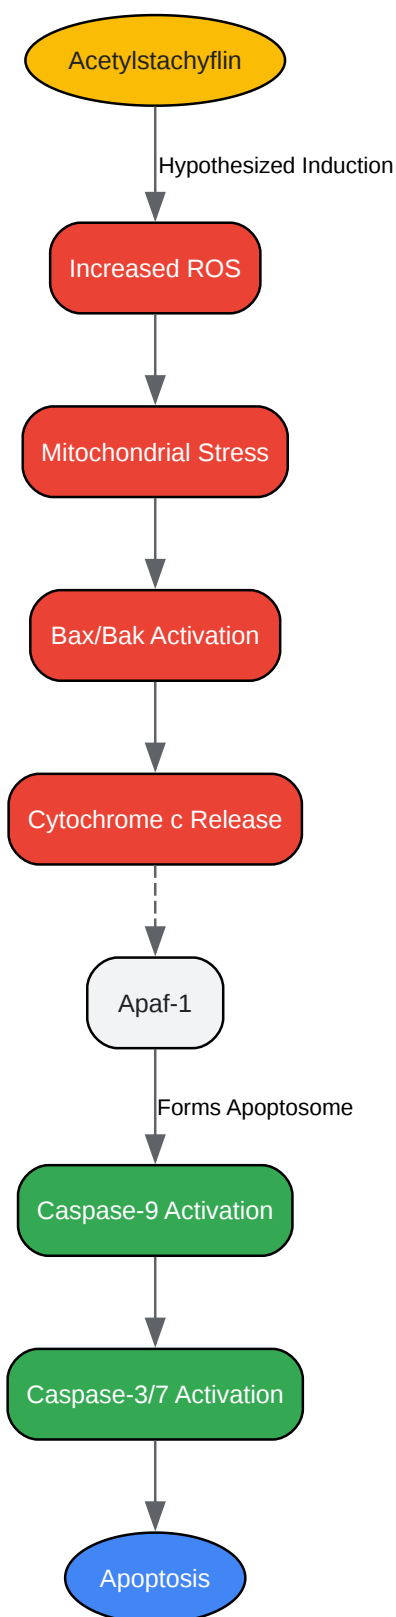 Acetylstachyflin
Hypothesized Induction
Increased ROS
Mitochondrial Stress
Bax/Bak Activation
Cytochrome c Release
Apaf-1
Forms Apoptosome
Caspase-9 Activation
Caspase-3/7 Activation
Apoptosis